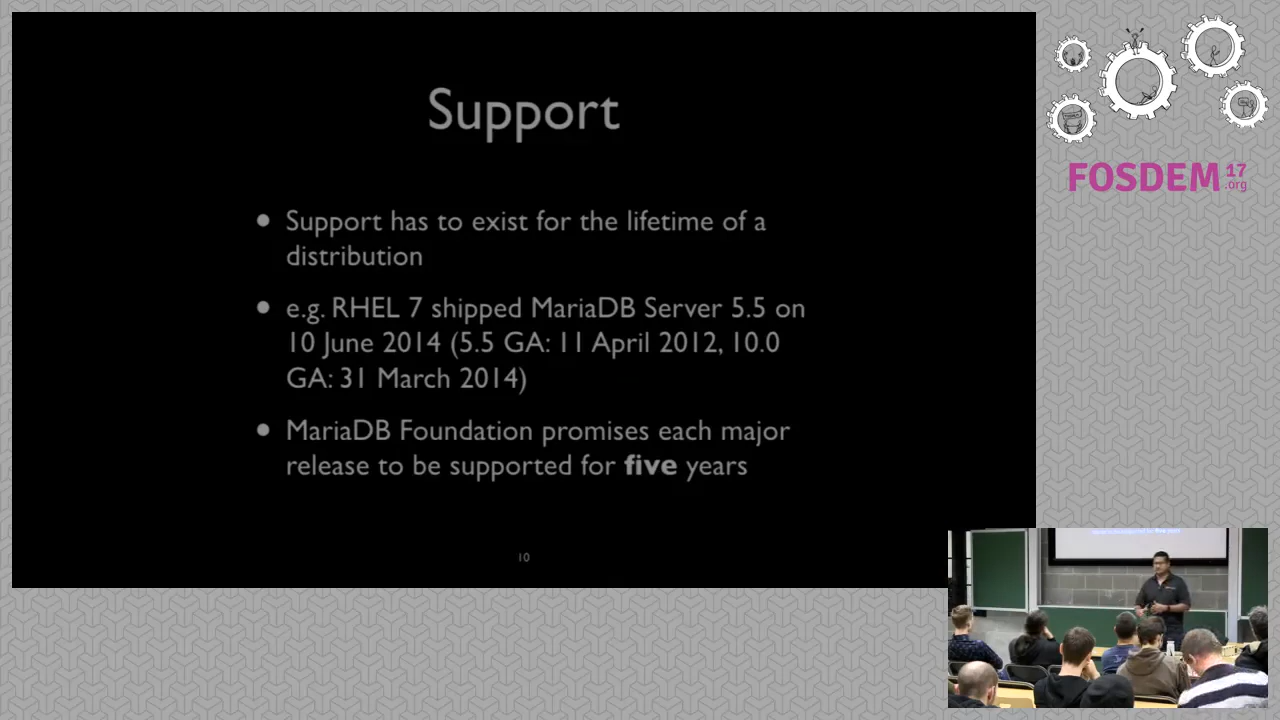 Support
• Support has to exist for the lifetime of a
distribution
• e.g. RHEL 7 shipped MariaDB Server 5.5 on
10 June 2014 (5.5 GA: 11 April 2012, 10.0
GA: 31 March 2014)
• MariaDB Foundation promises each major
release to be supported for five years
10
FOSDEM 17
.org